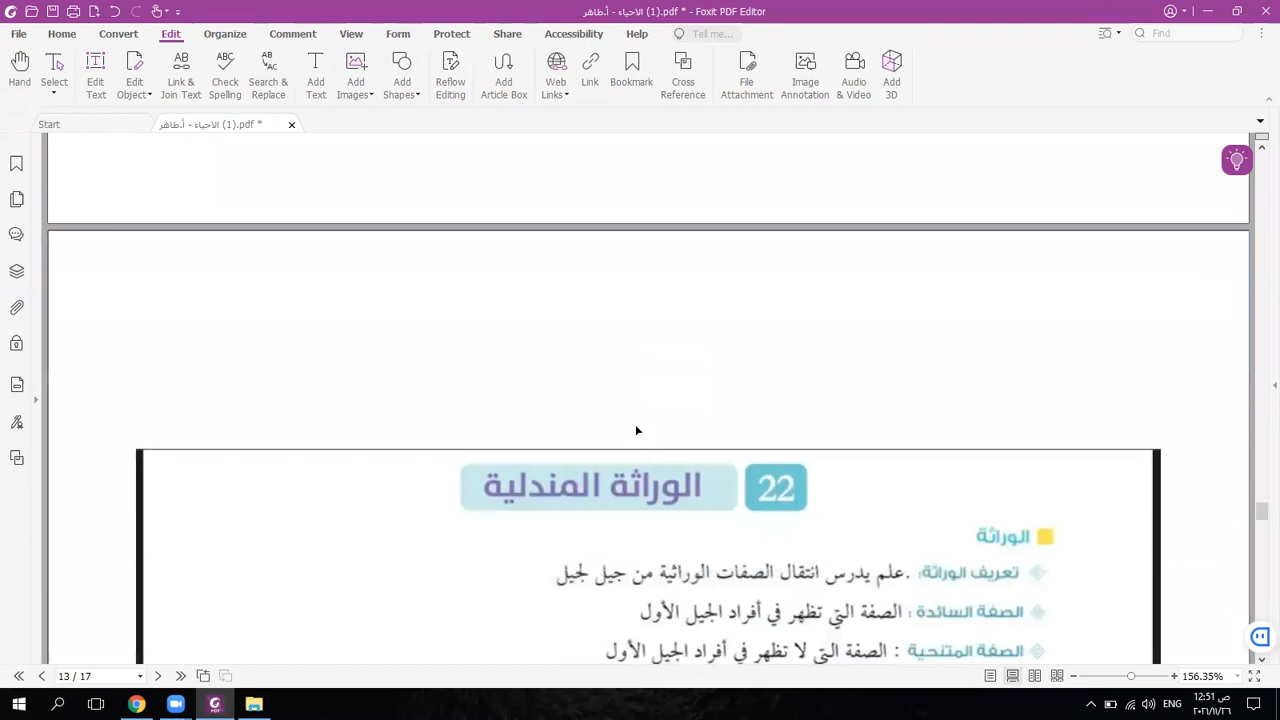 الاحياء - أ.طاهر (1).pdf * - Foxit PDF Editor
File Home Convert Edit Organize Comment View Form Protect Share Accessibility Help Tell me... Find
Hand Select Edit Text Edit Object Link & Join Text Check Spelling Search & Replace Add Text Add Images Add Shapes Reflow Editing Add Article Box Web Links Link Bookmark Cross Reference File Attachment Image Annotation Audio & Video Add 3D
Start الاحياء - أ.طاهر (1).pdf *
22 الوراثة المندلية
الوراثة
تعريف الوراثة: .علم يدرس انتقال الصفات الوراثية من جيل لجيل
الصفة السائدة : الصفة التي تظهر في أفراد الجيل الأول
الصفة المتنحية : الصفة التي لا تظهر في أفراد الجيل الأول
13 / 17 156.35%
ENG 12:51 ص